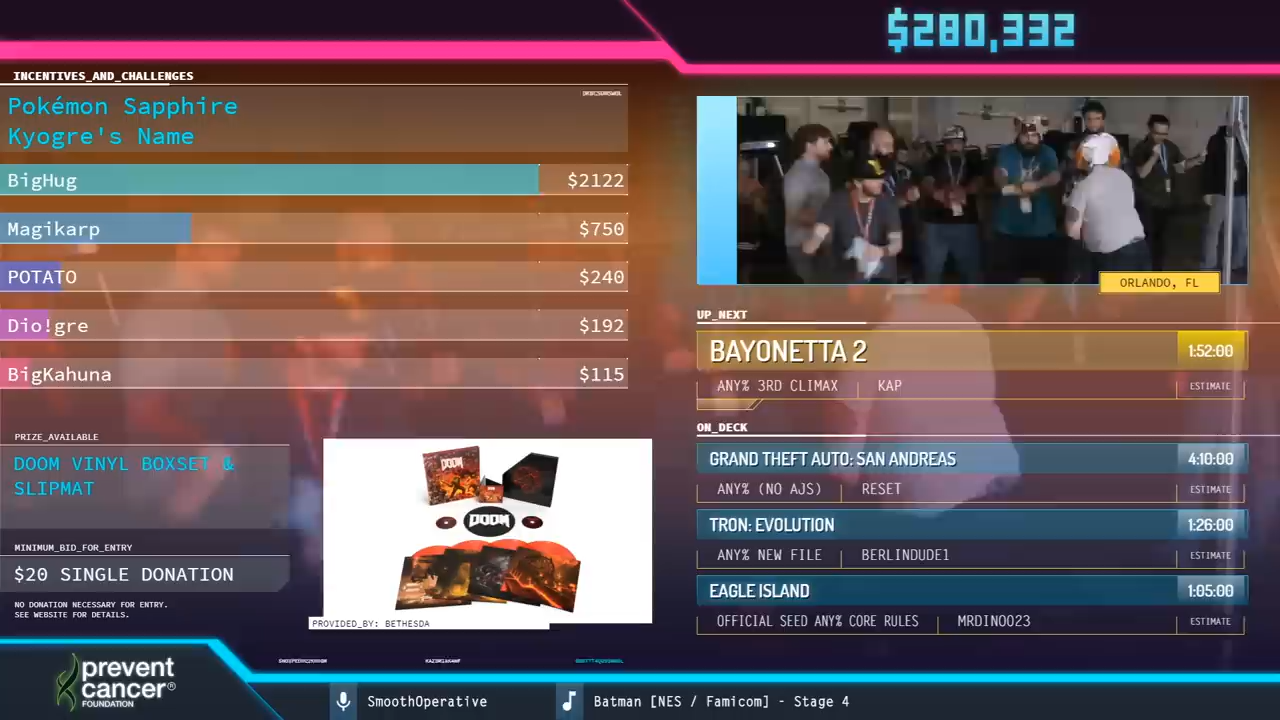 $280,332
INCENTIVES_AND_CHALLENGES
Pokémon Sapphire
Kyogre's Name
BigHug $2122
Magikarp $750
POTATO $240
Dio!gre $192
BigKahuna $115
PRIZE_AVAILABLE
DOOM VINYL BOXSET &
SLIPMAT
MINIMUM_BID_FOR_ENTRY
$20 SINGLE DONATION
NO DONATION NECESSARY FOR ENTRY.
SEE WEBSITE FOR DETAILS.
DOOM
DOOM
PROVIDED_BY: BETHESDA
ORLANDO, FL
UP_NEXT
BAYONETTA 2 1:52:00
ANY% 3RD CLIMAX KAP ESTIMATE
ON_DECK
GRAND THEFT AUTO: SAN ANDREAS 4:10:00
ANY% (NO AJS) RESET ESTIMATE
TRON: EVOLUTION 1:26:00
ANY% NEW FILE BERLINDUDE1 ESTIMATE
EAGLE ISLAND 1:05:00
OFFICIAL SEED ANY% CORE RULES MRDINO023 ESTIMATE
prevent
cancer®
FOUNDATION
SmoothOperative
Batman [NES / Famicom] - Stage 4